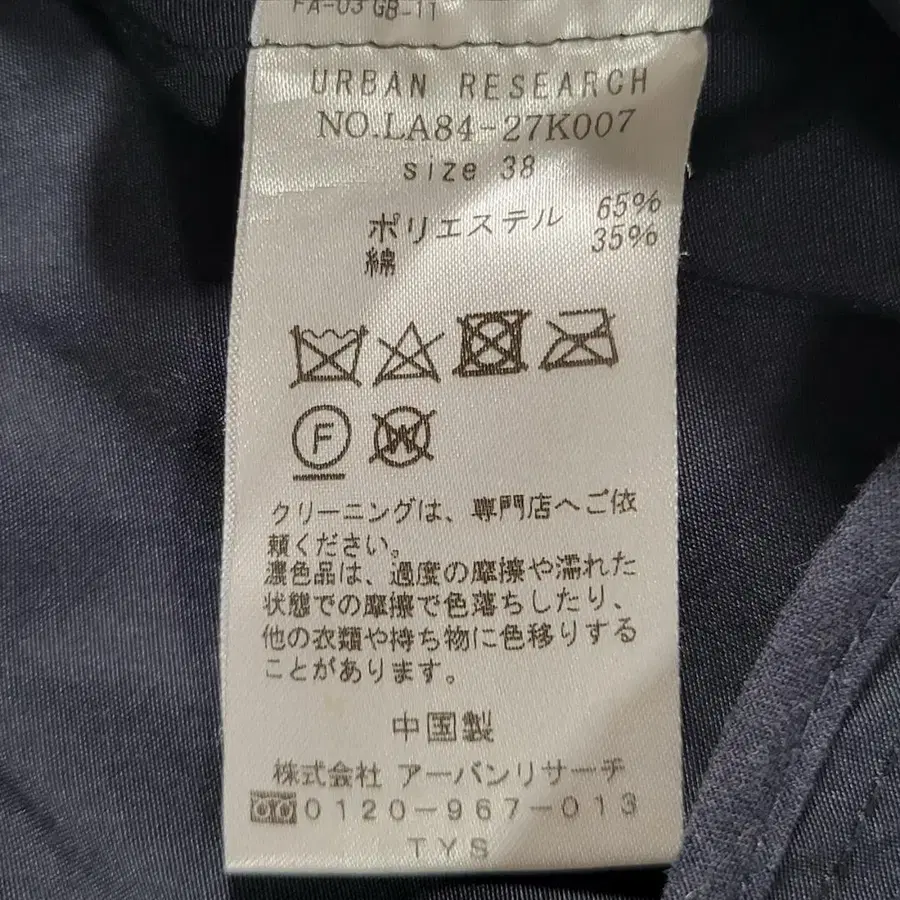 FA-03 GB-11
URBAN RESEARCH
NO.LA84-27K007
size 38
ポリエステル 65%
綿 35%
F W
クリーニングは、専門店へご依
頼ください。
濃色品は、過度の摩擦や濡れた
状態での摩擦で色落ちしたり、
他の衣類や持ち物に色移りする
ことがあります。
中国製
株式会社 アーバンリサーチ
0120-967-013
TYS